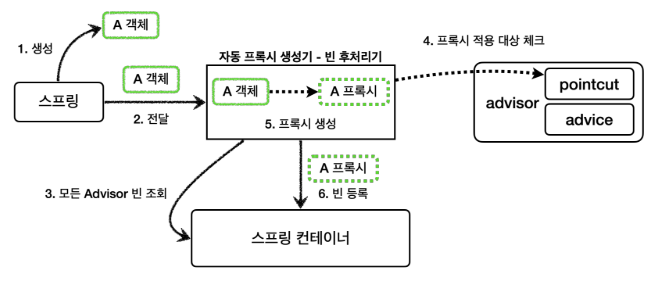 A 객체
1. 생성
자동 프록시 생성기 - 빈 후처리기
4. 프록시 적용 대상 체크
스프링
A 객체
2. 전달
A 객체
A 프록시
5. 프록시 생성
advisor
pointcut
advice
3. 모든 Advisor 빈 조회
A 프록시
6. 빈 등록
스프링 컨테이너